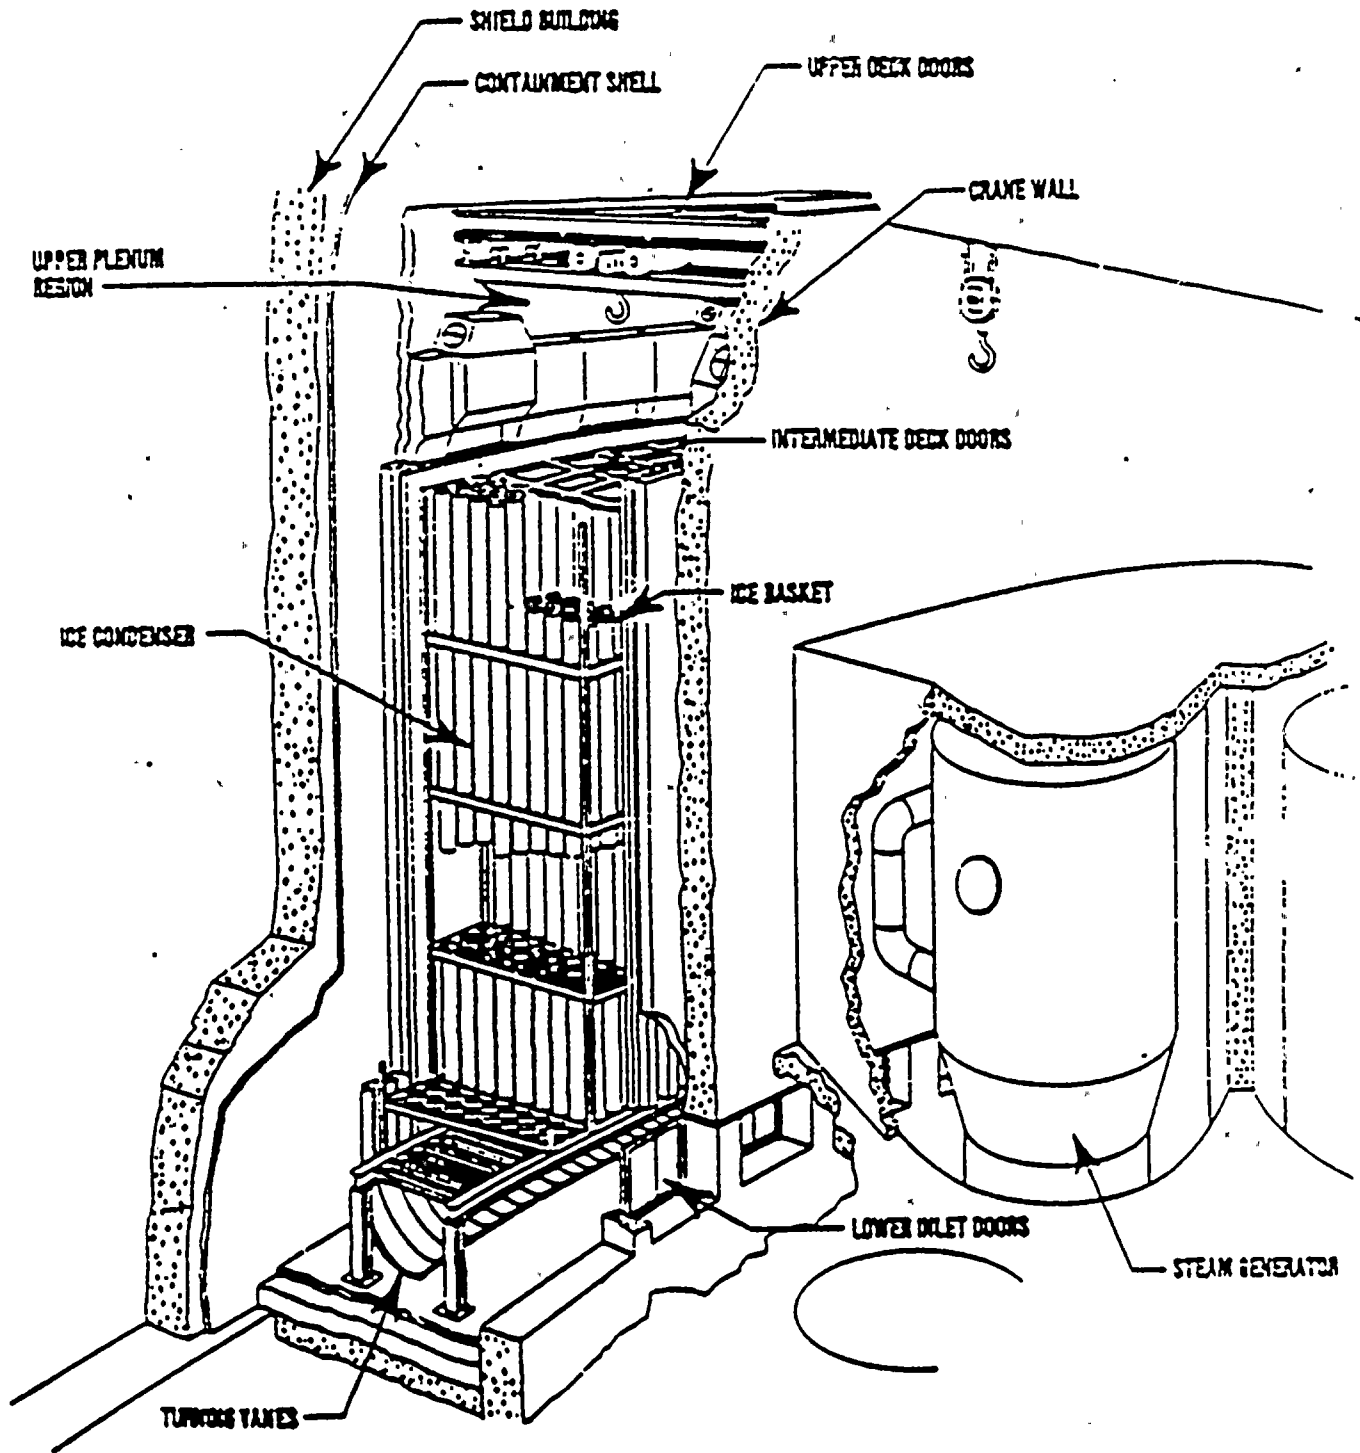 SHIELD BUILDING
CONTAINMENT SHELL
UPPER DECK DOORS
CRANE WALL
UPPER PLENUM
REGION
INTERMEDIATE DECK DOORS
ICE BASKET
ICE CONDENSER
LOWER INLET DOORS
STEAM GENERATOR
TURNING VANES